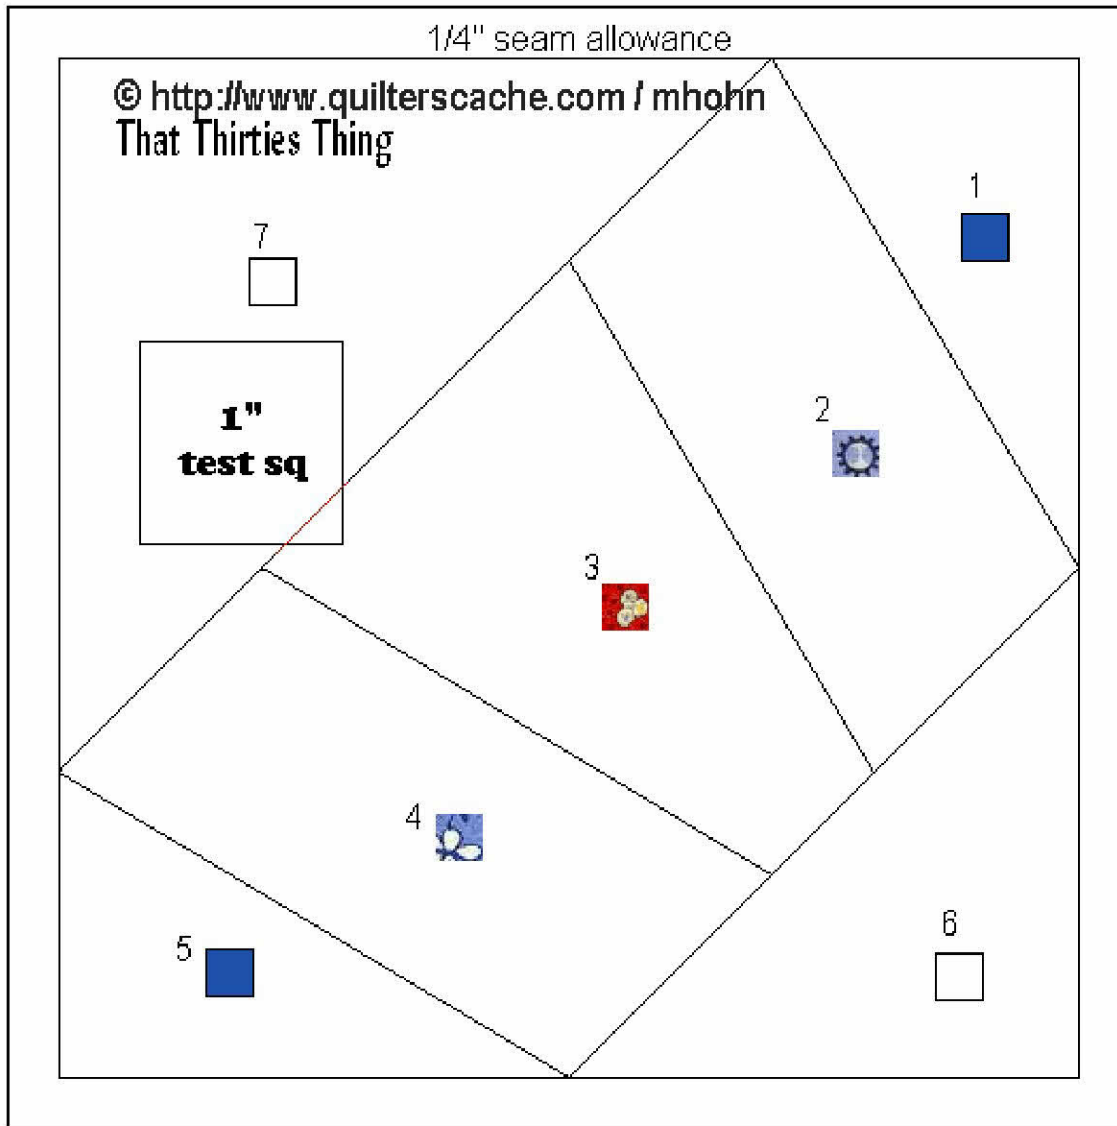 1/4" seam allowance
© http://www.quilterscache.com / mhohn
That Thirties Thing
1
7
1"
test sq
2
3
4
5
6